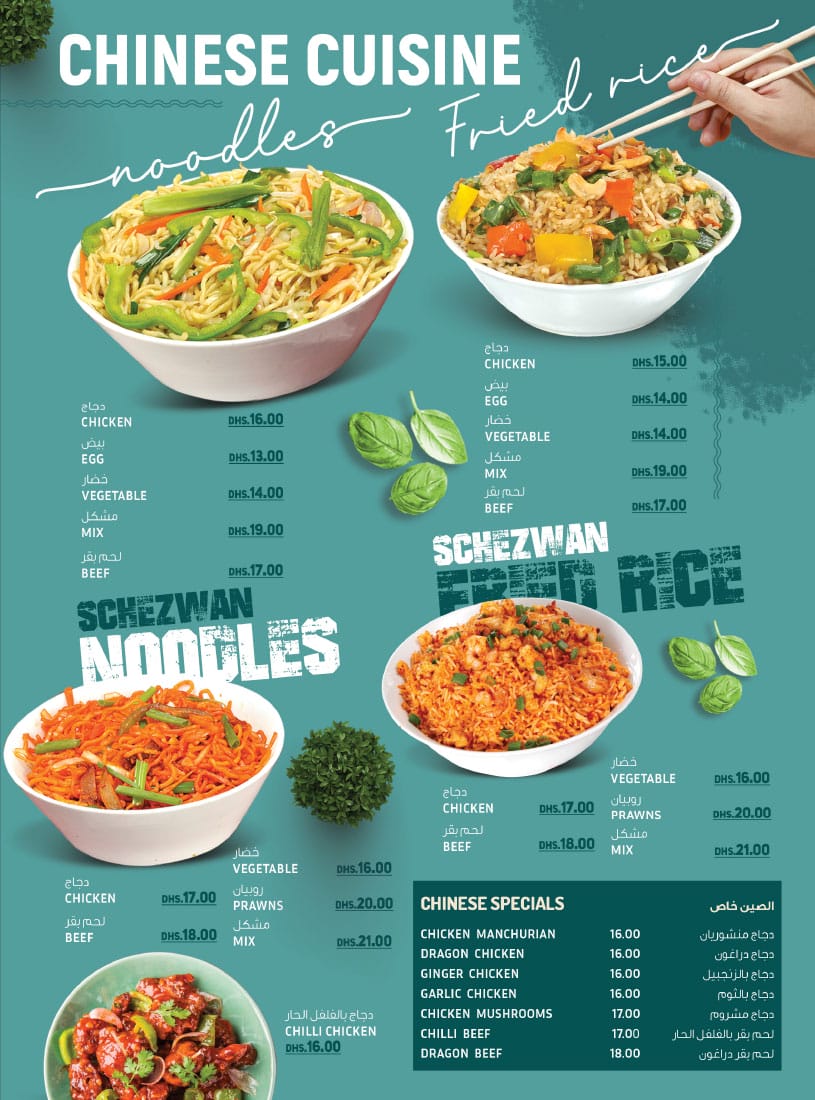 CHINESE CUISINE
noodles
Fried rice
دجاج
CHICKEN DHS.16.00
بيض
EGG DHS.13.00
خضار
VEGETABLE DHS.14.00
مشكل
MIX DHS.19.00
لحم بقر
BEEF DHS.17.00
دجاج
CHICKEN DHS.15.00
بيض
EGG DHS.14.00
خضار
VEGETABLE DHS.14.00
مشكل
MIX DHS.19.00
لحم بقر
BEEF DHS.17.00
SCHEZWAN
NOODLES
دجاج
CHICKEN DHS.17.00
لحم بقر
BEEF DHS.18.00
خضار
VEGETABLE DHS.16.00
روبيان
PRAWNS DHS.20.00
مشكل
MIX DHS.21.00
SCHEZWAN
FRIED RICE
دجاج
CHICKEN DHS.17.00
لحم بقر
BEEF DHS.18.00
خضار
VEGETABLE DHS.16.00
روبيان
PRAWNS DHS.20.00
مشكل
MIX DHS.21.00
دجاج بالفلفل الحار
CHILLI CHICKEN
DHS.16.00
CHINESE SPECIALS الصين خاص
CHICKEN MANCHURIAN 16.00 دجاج منشوريان
DRAGON CHICKEN 16.00 دجاج دراغون
GINGER CHICKEN 16.00 دجاج بالزنجبيل
GARLIC CHICKEN 16.00 دجاج بالثوم
CHICKEN MUSHROOMS 17.00 دجاج مشروم
CHILLI BEEF 17.00 لحم بقر بالفلفل الحار
DRAGON BEEF 18.00 لحم بقر دراغون